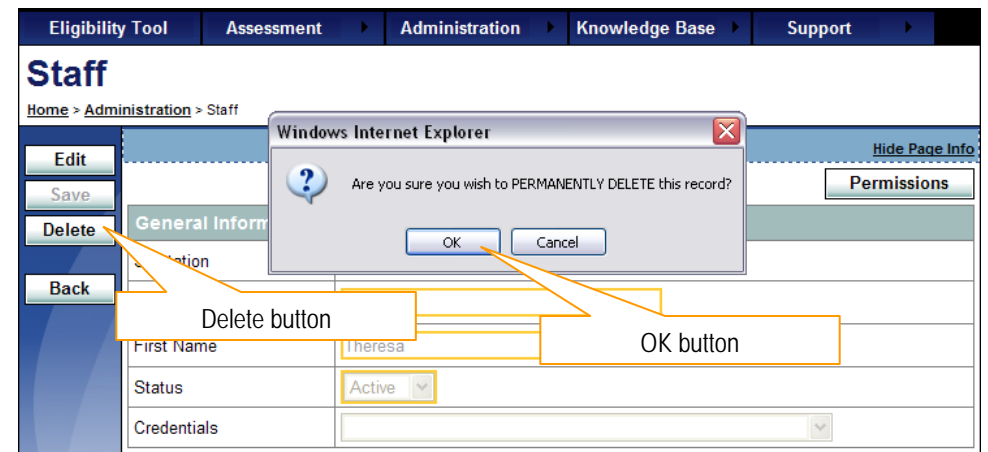 Eligibility Tool Assessment Administration Knowledge Base Support
Staff
Home > Administration > Staff
Windows Internet Explorer
Hide Page Info
Edit
Are you sure you wish to PERMANENTLY DELETE this record?
Permissions
Save
Delete
General Inform
OK Cancel
Back
Delete button
OK button
First Name Theresa
Status Active
Credentials